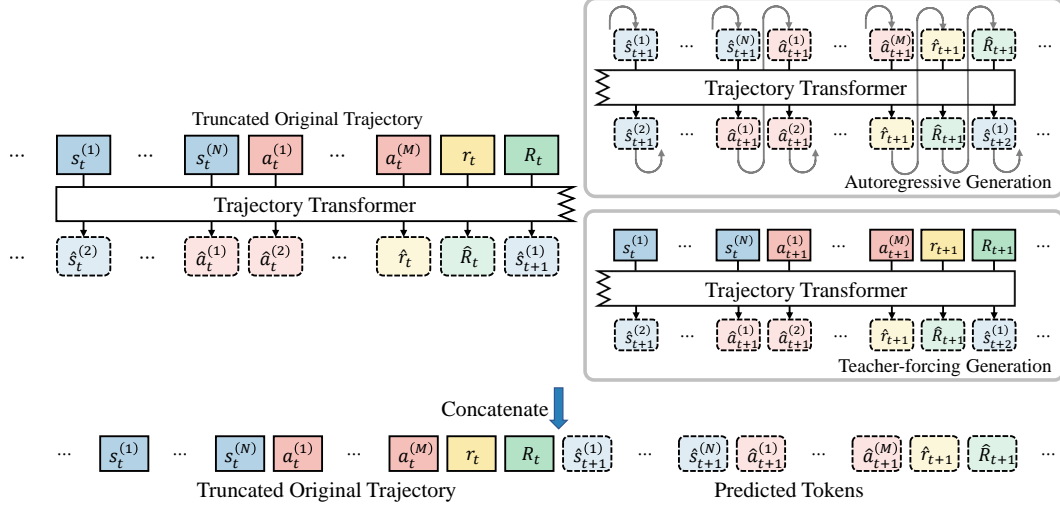 Truncated Original Trajectory
⋯ s_t^{(1)} ⋯ s_t^{(N)} a_t^{(1)} ⋯ a_t^{(M)} r_t R_t
Trajectory Transformer
⋯ ŝ_t^{(2)} ⋯ â_t^{(1)} â_t^{(2)} ⋯ r̂_t R̂_t ŝ_{t+1}^{(1)}
ŝ_{t+1}^{(1)} ⋯ ŝ_{t+1}^{(N)} â_{t+1}^{(1)} ⋯ â_{t+1}^{(M)} r̂_{t+1} R̂_{t+1} ⋯
Trajectory Transformer
ŝ_{t+1}^{(2)} ⋯ â_{t+1}^{(1)} â_{t+1}^{(2)} ⋯ r̂_{t+1} R̂_{t+1} ŝ_{t+2}^{(1)} ⋯
Autoregressive Generation
s_t^{(1)} ⋯ s_t^{(N)} a_{t+1}^{(1)} ⋯ a_{t+1}^{(M)} r_{t+1} R_{t+1} ⋯
Trajectory Transformer
ŝ_{t+1}^{(2)} ⋯ â_{t+1}^{(1)} â_{t+1}^{(2)} ⋯ r̂_{t+1} R̂_{t+1} ŝ_{t+2}^{(1)} ⋯
Teacher-forcing Generation
Concatenate
⋯ s_t^{(1)} ⋯ s_t^{(N)} a_t^{(1)} ⋯ a_t^{(M)} r_t R_t ŝ_{t+1}^{(1)} ⋯ ŝ_{t+1}^{(N)} â_{t+1}^{(1)} ⋯ â_{t+1}^{(M)} r̂_{t+1} R̂_{t+1} ⋯
Truncated Original Trajectory
Predicted Tokens